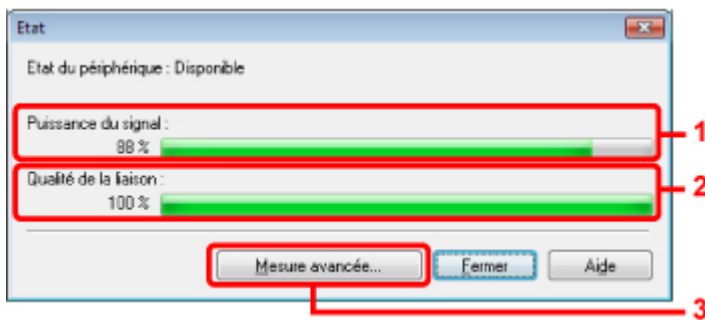 Etat
Etat du périphérique : Disponible
Puissance du signal :
88 %
1
Qualité de la liaison :
100 %
2
Mesure avancée... Fermer Aide
3